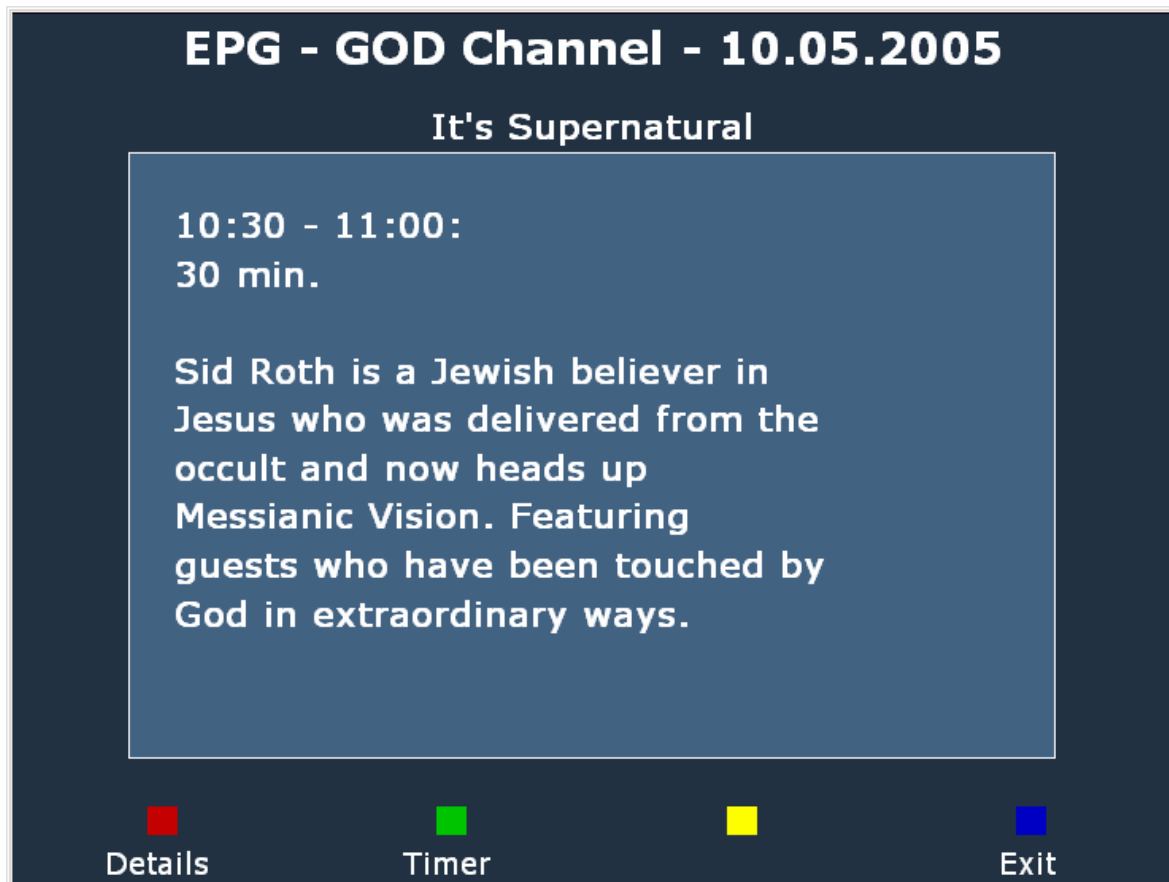 EPG - GOD Channel - 10.05.2005
It's Supernatural
10:30 - 11:00:
30 min.
Sid Roth is a Jewish believer in
Jesus who was delivered from the
occult and now heads up
Messianic Vision. Featuring
guests who have been touched by
God in extraordinary ways.
Details
Timer
Exit